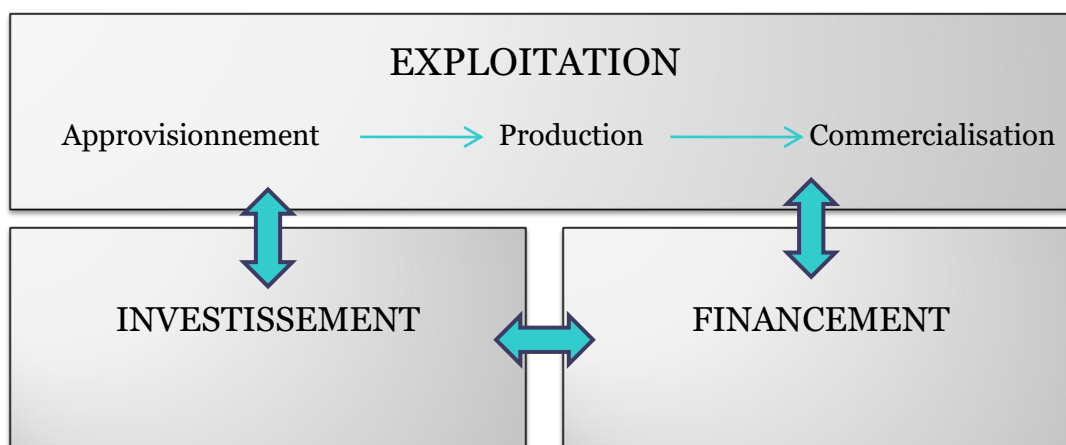 EXPLOITATION
Approvisionnement Production Commercialisation
INVESTISSEMENT FINANCEMENT